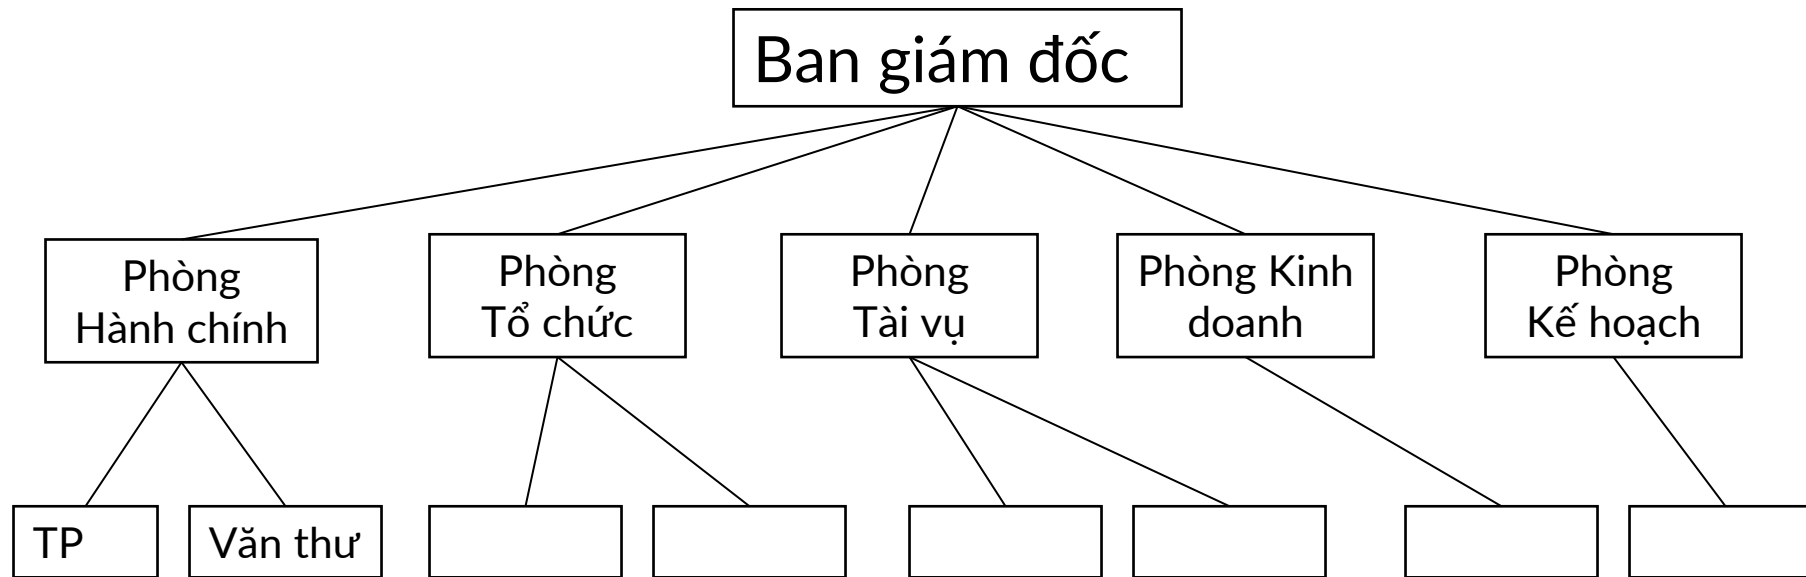 Ban giám đốc
Phòng
Hành chính
Phòng
Tổ chức
Phòng
Tài vụ
Phòng Kinh
doanh
Phòng
Kế hoạch
TP
Văn thư